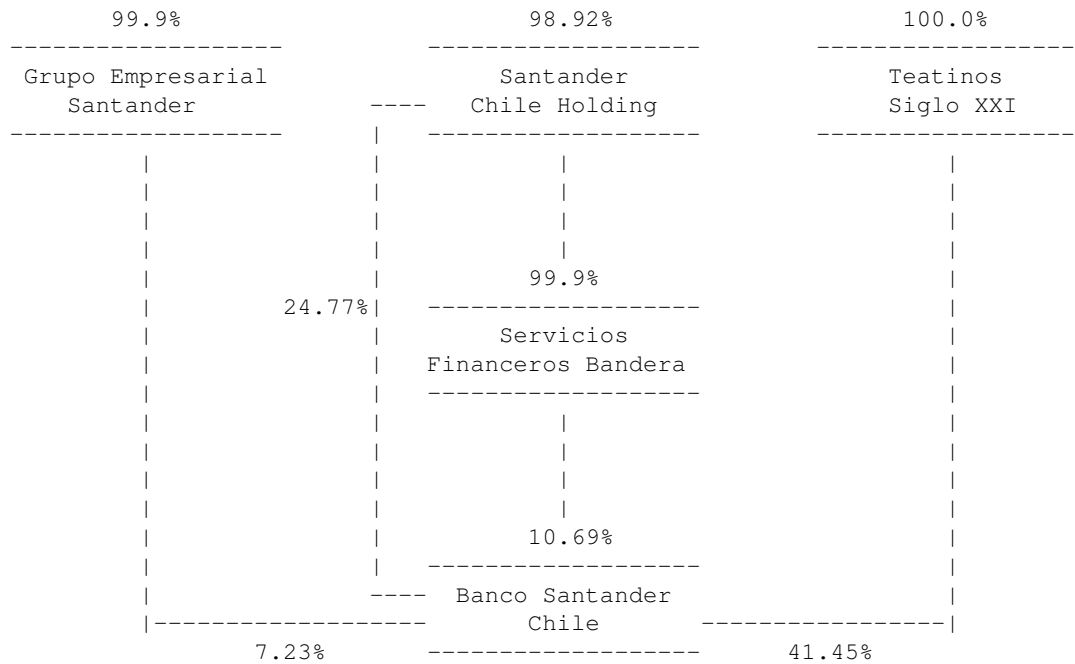 99.9%
98.92%
100.0%
Grupo Empresarial
Santander
Santander
Chile Holding
Teatinos
Siglo XXI
99.9%
24.77%
Servicios
Financeros Bandera
10.69%
Banco Santander
Chile
7.23%
41.45%